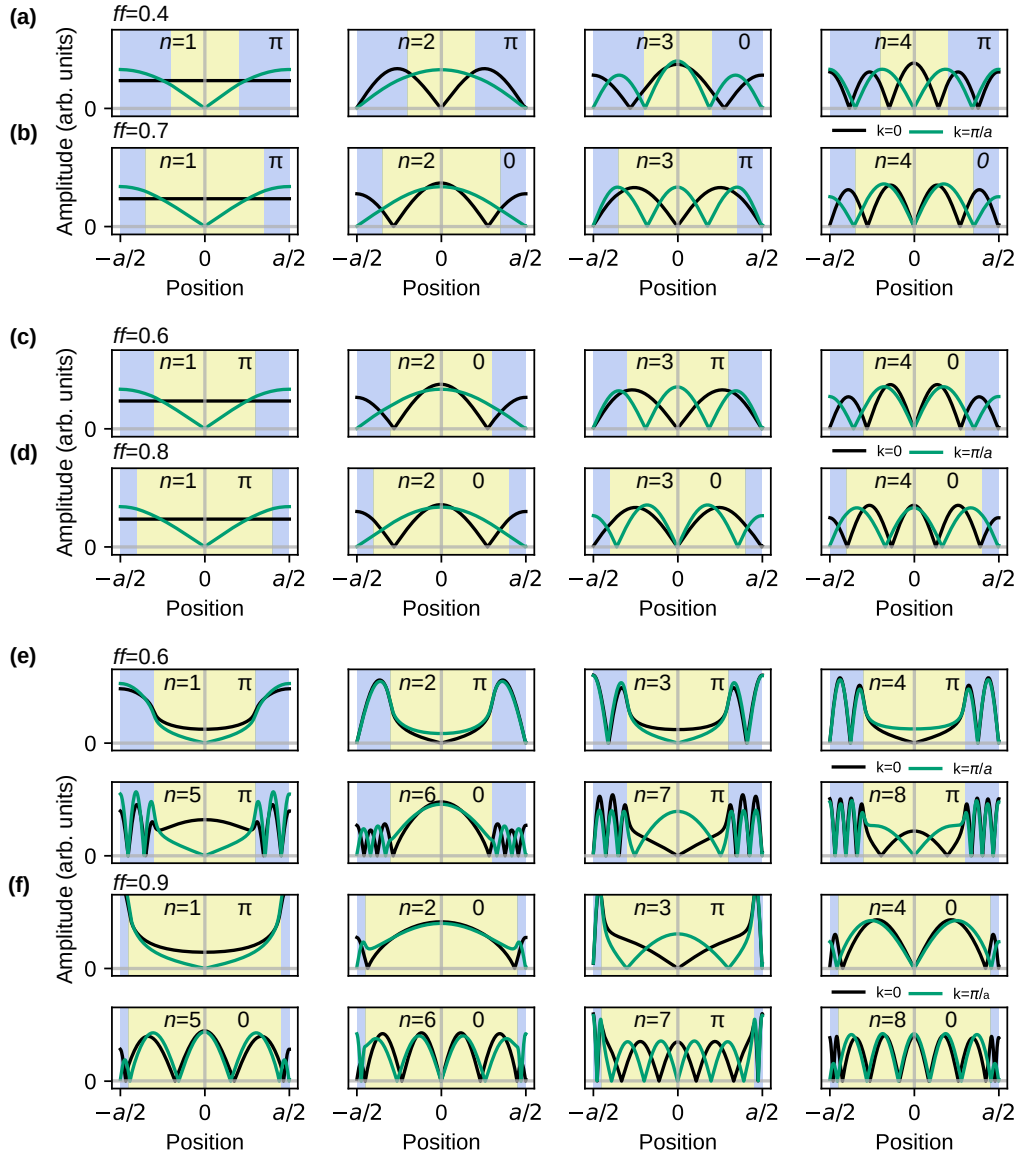 (a) ff=0.4
n=1 π n=2 π n=3 0 n=4 π
0
k=0 k=π/a
(b) ff=0.7
n=1 π n=2 0 n=3 π n=4 0
0
Amplitude (arb. units)
−a/2 0 a/2 −a/2 0 a/2 −a/2 0 a/2 −a/2 0 a/2
Position Position Position Position
(c) ff=0.6
n=1 π n=2 0 n=3 π n=4 0
0
k=0 k=π/a
(d) ff=0.8
n=1 π n=2 0 n=3 0 n=4 0
0
Amplitude (arb. units)
−a/2 0 a/2 −a/2 0 a/2 −a/2 0 a/2 −a/2 0 a/2
Position Position Position Position
(e) ff=0.6
n=1 π n=2 π n=3 π n=4 π
0
k=0 k=π/a
n=5 π n=6 0 n=7 π n=8 π
0
(f) ff=0.9
n=1 π n=2 0 n=3 π n=4 0
0
Amplitude (arb. units)
k=0 k=π/a
n=5 0 n=6 0 n=7 π n=8 0
0
−a/2 0 a/2 −a/2 0 a/2 −a/2 0 a/2 −a/2 0 a/2
Position Position Position Position